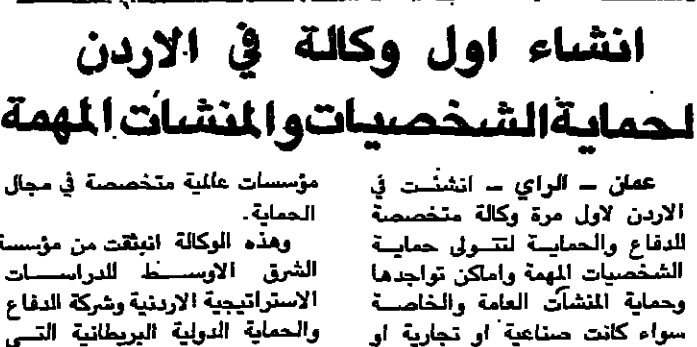 انشاء اول وكالة في الاردن
لحماية الشخصيات والمنشات المهمة
عمان – الراي – انشئت في
الاردن لاول مرة وكالة متخصصة
للدفاع والحماية لتتولى حماية
الشخصيات المهمة واماكن تواجدها
وحماية المنشآت العامة والخاصة
سواء كانت صناعية او تجارية او
مؤسسات عالمية متخصصة في مجال
الحماية.
وهذه الوكالة انبثقت من مؤسسة
الشرق الاوسط للدراسات
الاستراتيجية الاردنية وشركة الدفاع
والحماية الدولية البريطانية التي